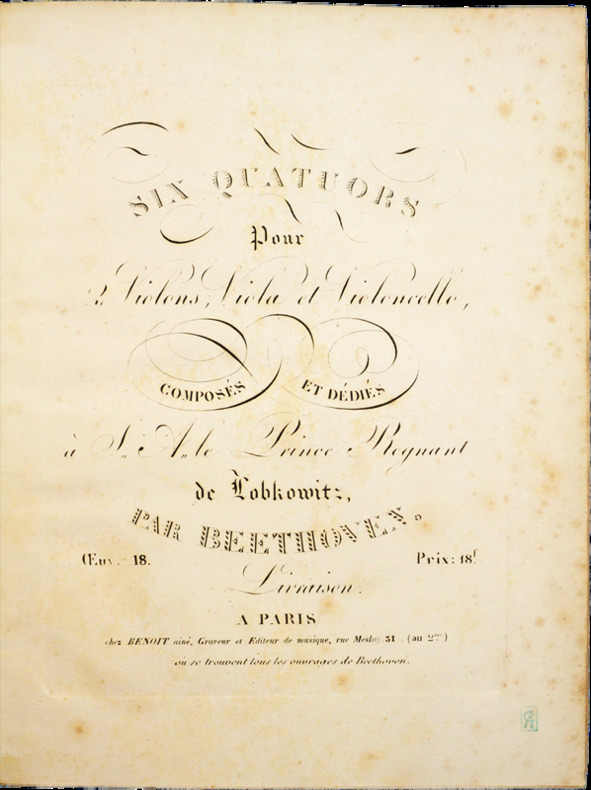 SIX QUATUORS
Pour
2 Violons, Viola et Violoncello,
COMPOSÉS ET DÉDIÉS
à S. A. le Prince Regnant
de Lobkowitz,
PAR BEETHOVEN.
Œuv. 18. Prix: 18f
Livraison.
A PARIS
chez BENOIT ainé, Graveur et Editeur de musique, rue Meslay, 31. (au 2me)
ou se trouvent tous les ouvrages de Beethoven.